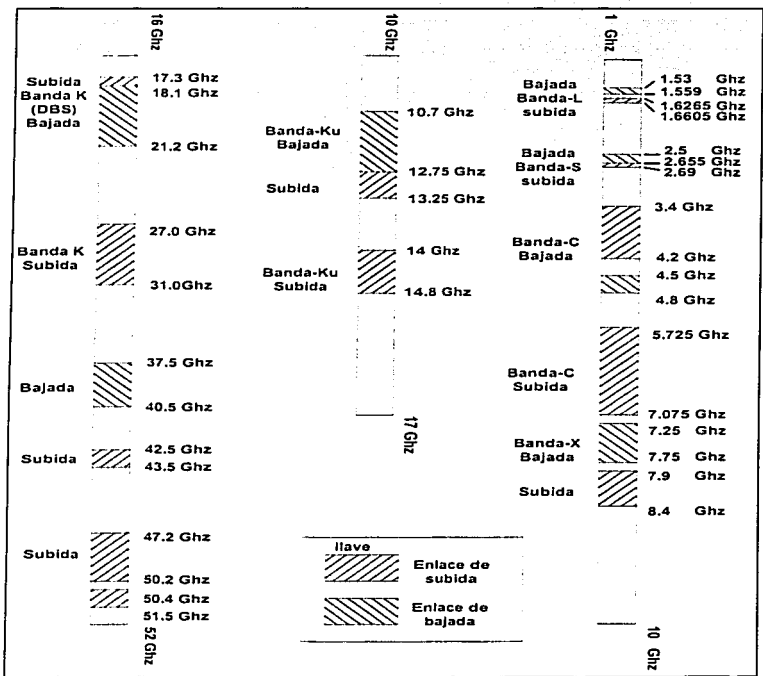 16 Ghz
Subida
Banda K
(DBS)
Bajada
17.3 Ghz
18.1 Ghz
21.2 Ghz
Banda K
Subida
27.0 Ghz
31.0Ghz
Bajada
37.5 Ghz
40.5 Ghz
Subida
42.5 Ghz
43.5 Ghz
Subida
47.2 Ghz
50.2 Ghz
50.4 Ghz
51.5 Ghz
52 Ghz
10 Ghz
Banda-Ku
Bajada
10.7 Ghz
Subida
12.75 Ghz
13.25 Ghz
Banda-Ku
Subida
14 Ghz
14.8 Ghz
17 Ghz
llave
Enlace de
subida
Enlace de
bajada
1 Ghz
Bajada
Banda-L
subida
1.53 Ghz
1.559 Ghz
1.6265 Ghz
1.6605 Ghz
Bajada
Banda-S
subida
2.5 Ghz
2.655 Ghz
2.69 Ghz
Banda-C
Bajada
3.4 Ghz
4.2 Ghz
4.5 Ghz
4.8 Ghz
Banda-C
Subida
5.725 Ghz
7.075 Ghz
Banda-X
Bajada
7.25 Ghz
7.75 Ghz
Subida
7.9 Ghz
8.4 Ghz
10 Ghz